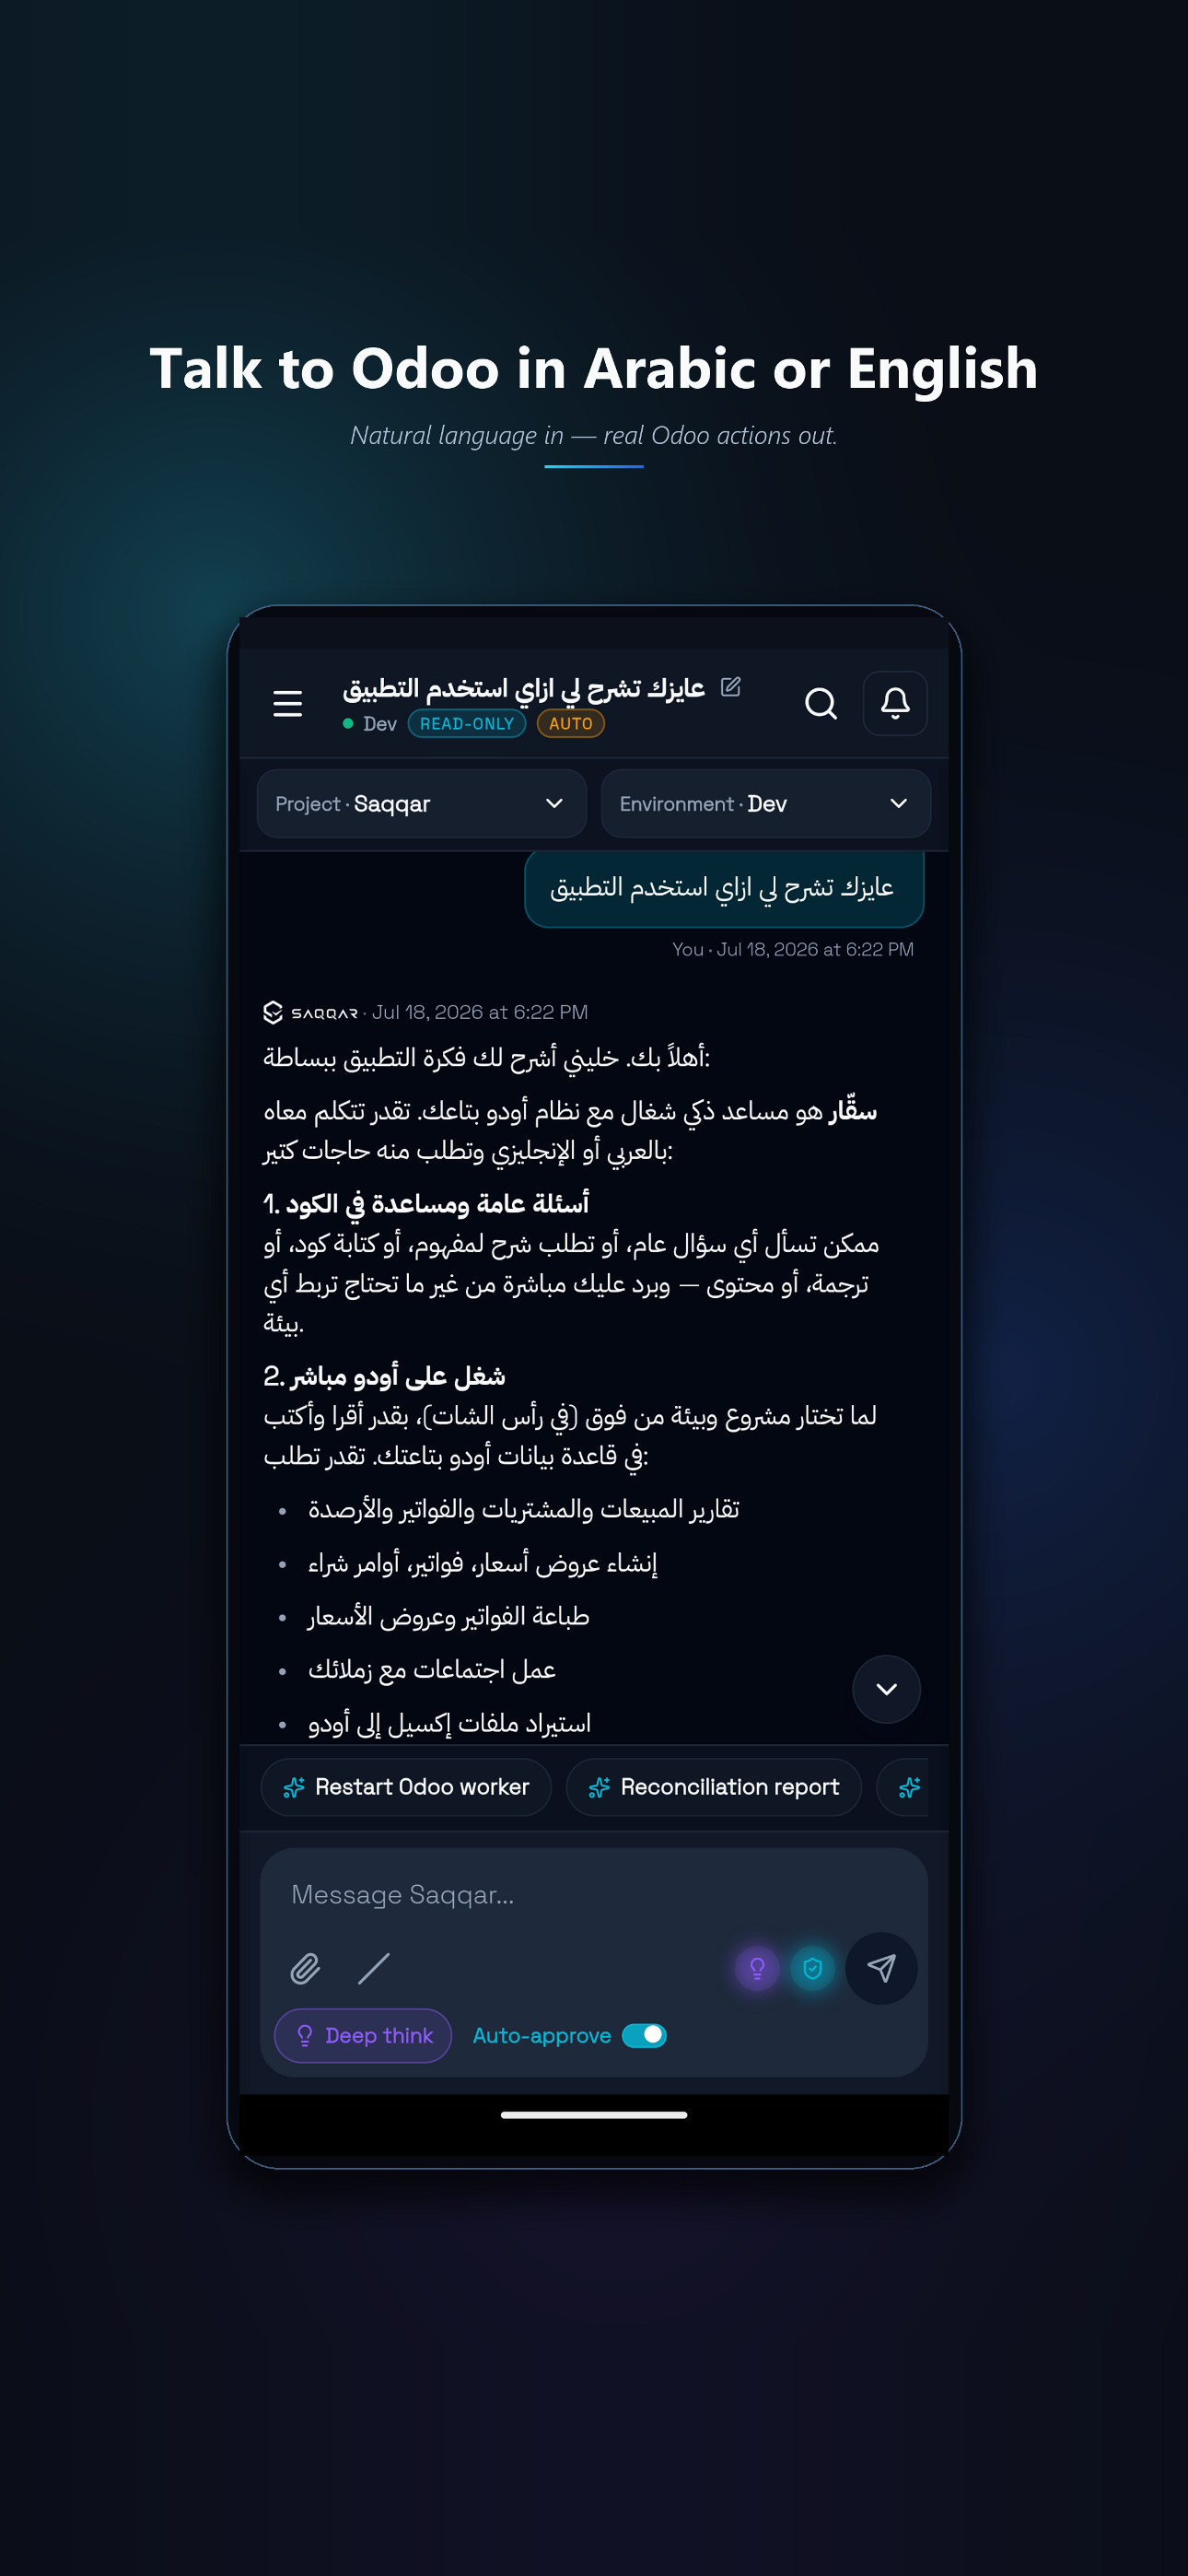 Talk to Odoo in Arabic or English
Natural language in — real Odoo actions out.
عايزك تشرح لي ازاي استخدم التطبيق
Dev READ-ONLY AUTO
Project · Saqqar
Environment · Dev
عايزك تشرح لي ازاي استخدم التطبيق
You · Jul 18, 2026 at 6:22 PM
SAQQAR · Jul 18, 2026 at 6:22 PM
أهلاً بك. خليني أشرح لك فكرة التطبيق ببساطة:
سقّار هو مساعد ذكي شغال مع نظام أودو بتاعك. تقدر تتكلم معاه
بالعربي أو الإنجليزي وتطلب منه حاجات كتير:
1. أسئلة عامة ومساعدة في الكود
ممكن تسأل أي سؤال عام، أو تطلب شرح لمفهوم، أو كتابة كود، أو
ترجمة، أو محتوى — وبرد عليك مباشرة من غير ما تحتاج تربط أي
بيئة.
2. شغل على أودو مباشر
لما تختار مشروع وبيئة من فوق (في رأس الشات)، بقدر أقرا وأكتب
في قاعدة بيانات أودو بتاعتك. تقدر تطلب:
• تقارير المبيعات والمشتريات والفواتير والأرصدة
• إنشاء عروض أسعار، فواتير، أوامر شراء
• طباعة الفواتير وعروض الأسعار
• عمل اجتماعات مع زملائك
• استيراد ملفات إكسيل إلى أودو
Restart Odoo worker
Reconciliation report
Message Saqqar...
Deep think
Auto-approve